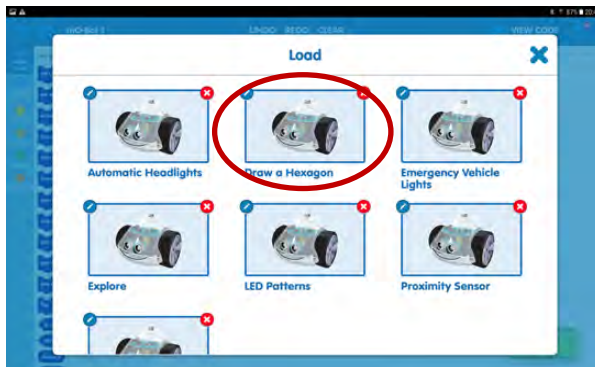 UNDO REDO CLEAR
VIEW CODE
Load
Automatic Headlights
Draw a Hexagon
Emergency Vehicle
Lights
Explore
LED Patterns
Proximity Sensor